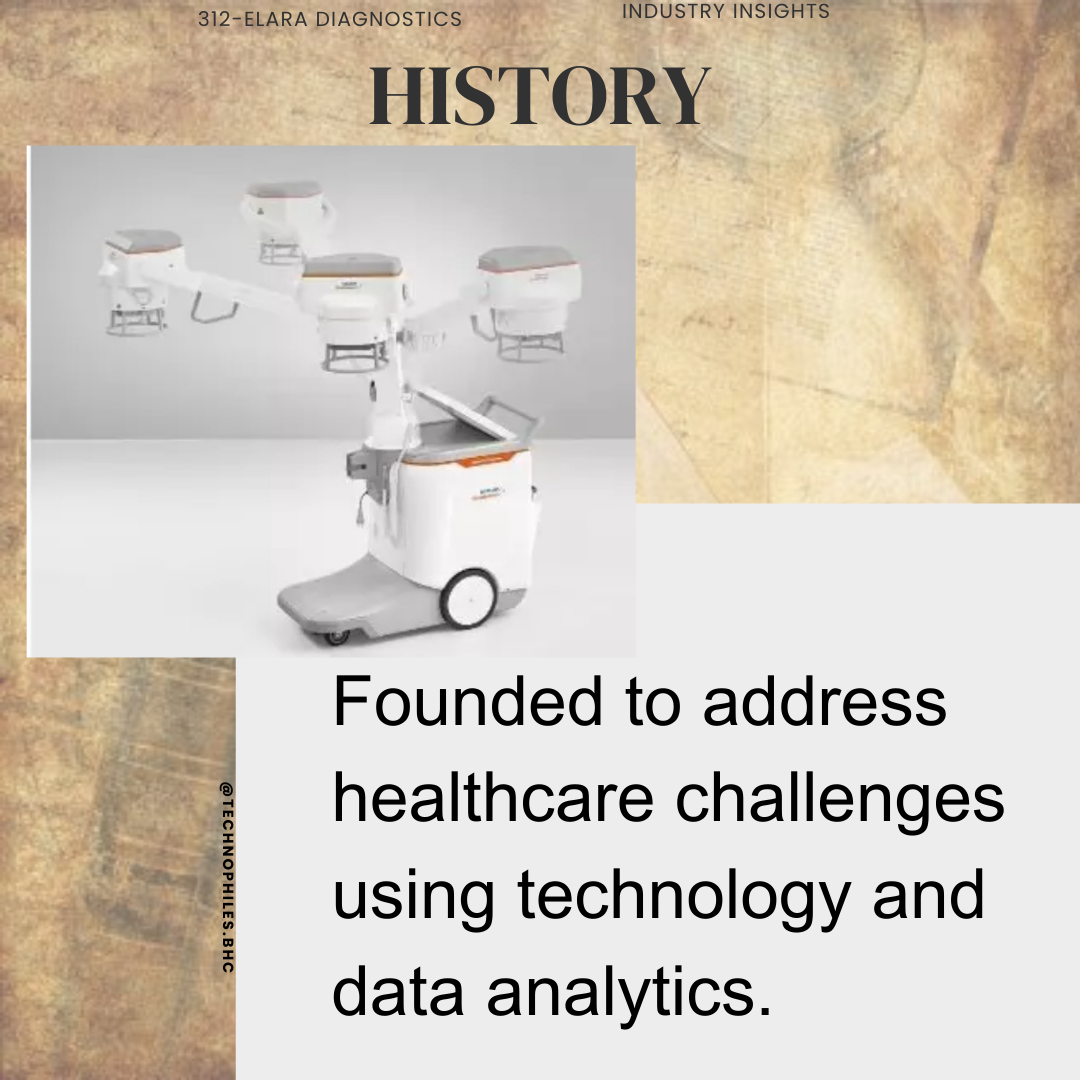 312-ELARA DIAGNOSTICS
INDUSTRY INSIGHTS
HISTORY
Founded to address
healthcare challenges
using technology and
data analytics.
@TECHNOPHILES.BHC